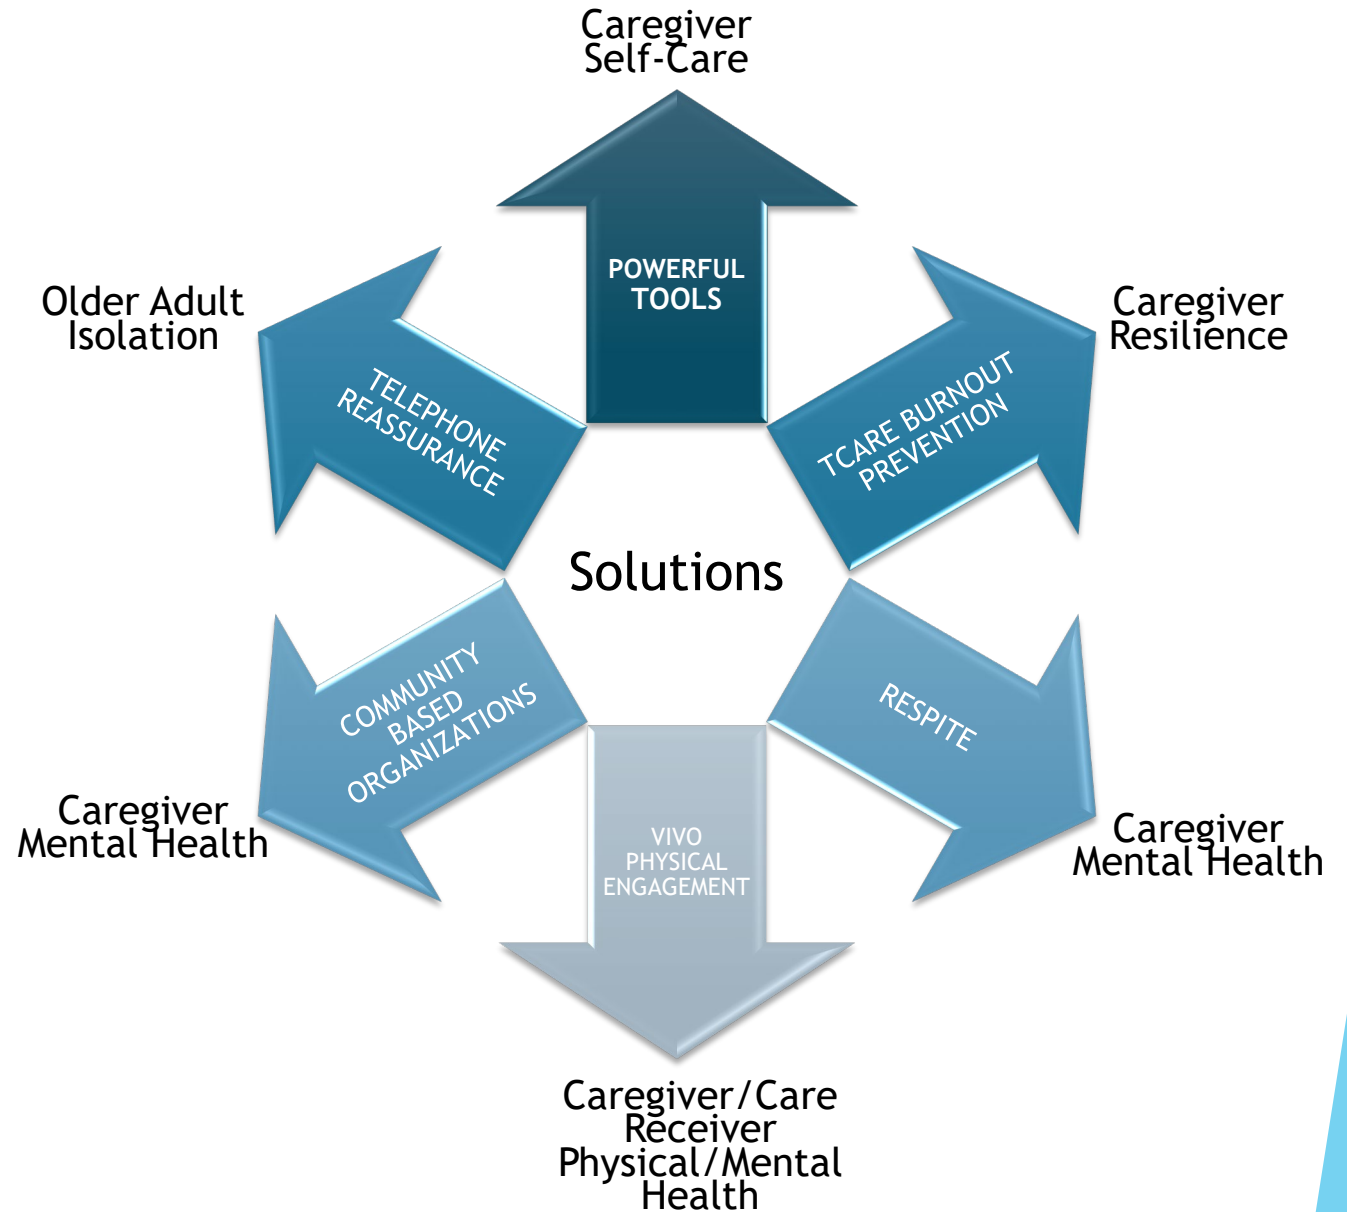 Caregiver
Self-Care
POWERFUL
TOOLS
Older Adult
Isolation
TELEPHONE
REASSURANCE
Caregiver
Resilience
TCARE BURNOUT
PREVENTION
Solutions
COMMUNITY
BASED
ORGANIZATIONS
Caregiver
Mental Health
RESPITE
Caregiver
Mental Health
VIVO
PHYSICAL
ENGAGEMENT
Caregiver/Care
Receiver
Physical/Mental
Health